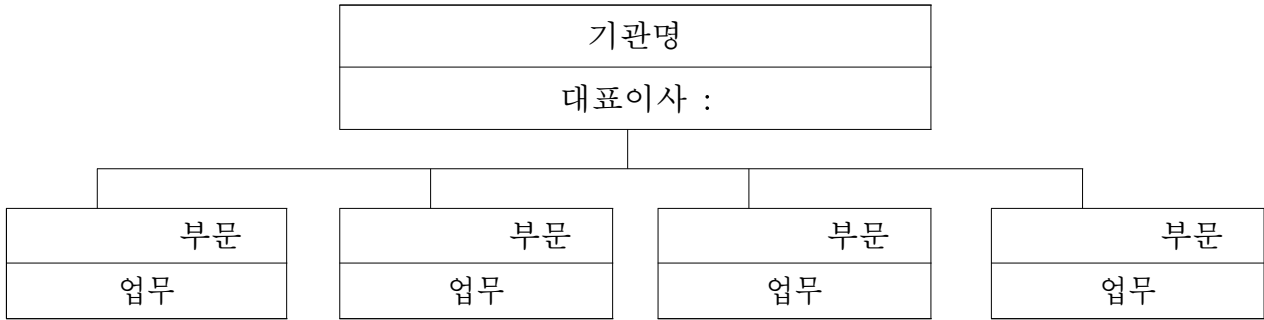 기관명
대표이사 :
부문 부문 부문 부문
업무 업무 업무 업무